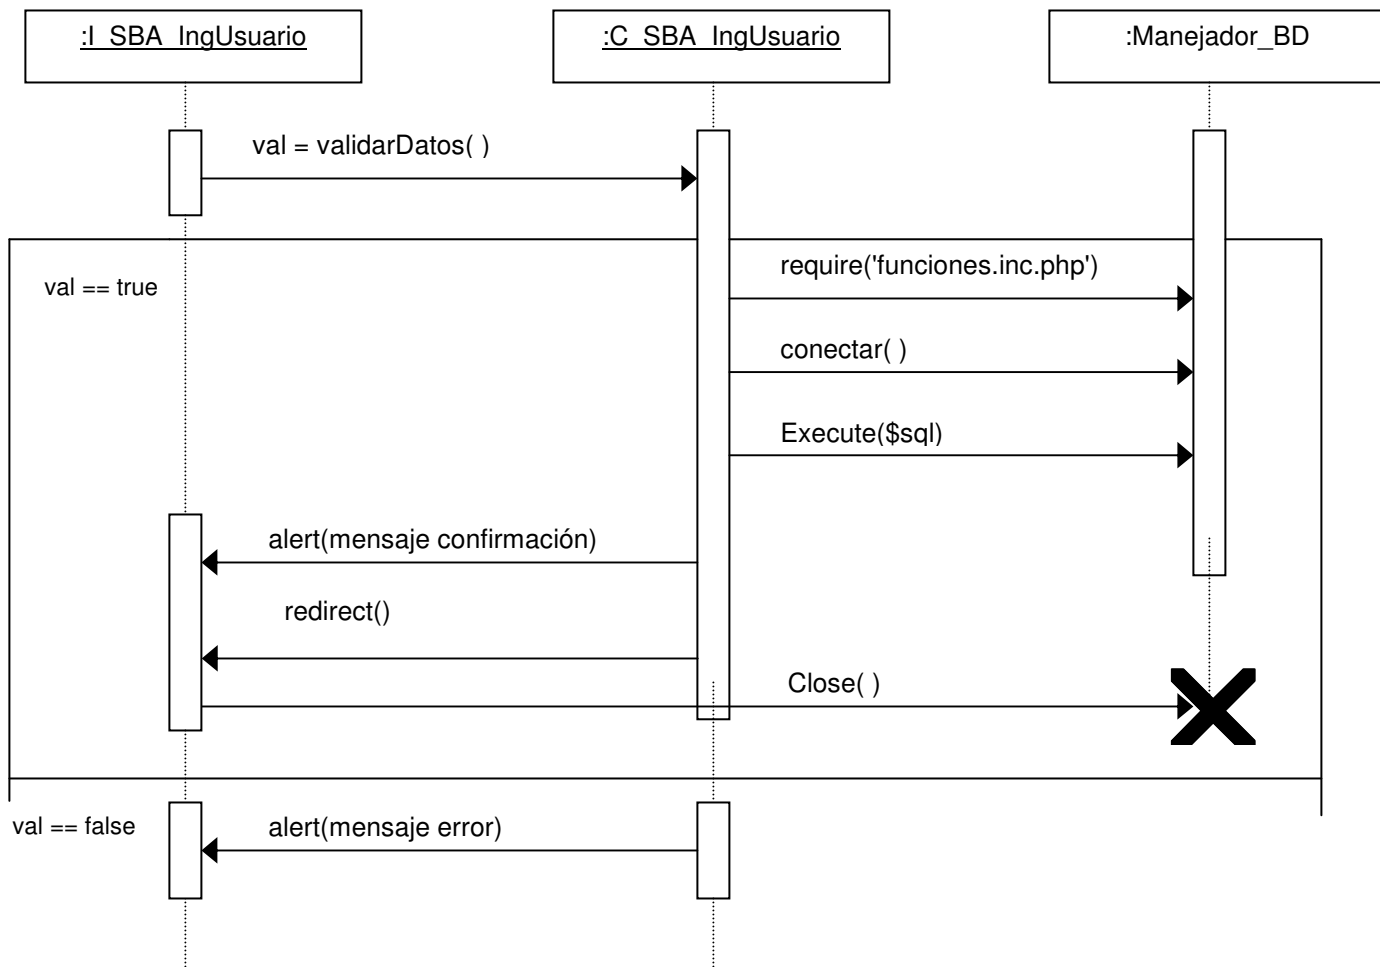 :I_SBA_IngUsuario
:C_SBA_IngUsuario
:Manejador_BD
val = validarDatos( )
require('funciones.inc.php')
val == true
conectar( )
Execute($sql)
alert(mensaje confirmación)
redirect()
Close( )
val == false
alert(mensaje error)